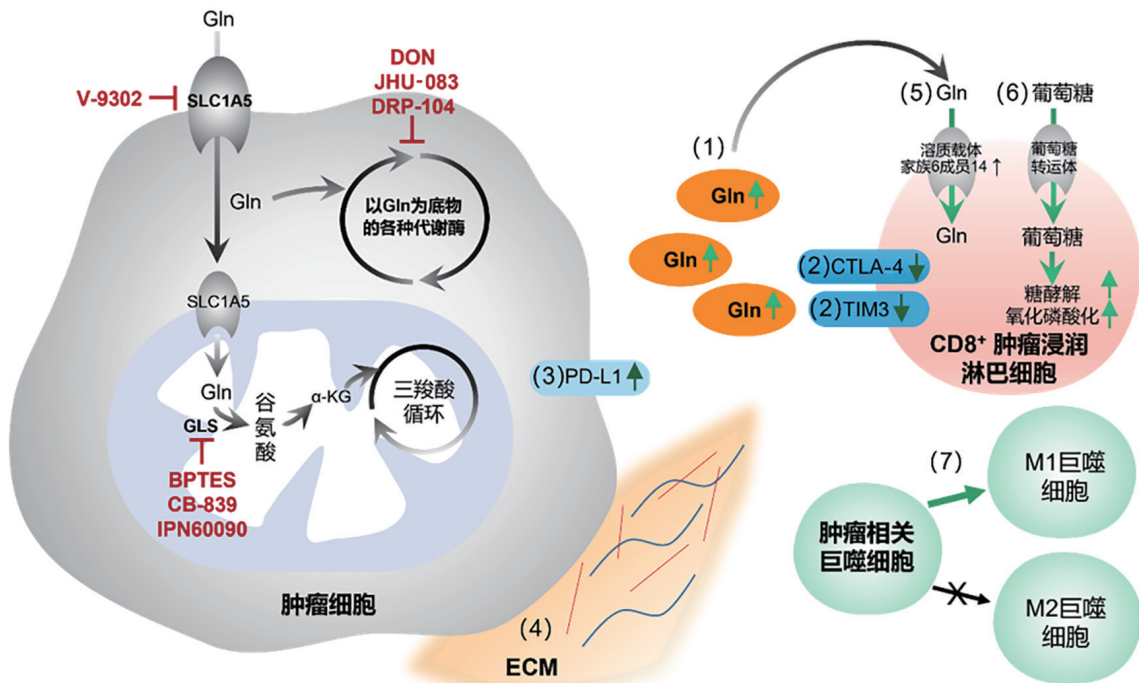 Gln
V-9302
SLC1A5
DON
JHU-083
DRP-104
Gln
以Gln为底物
的各种代谢酶
SLC1A5
Gln
GLS
谷氨酸
α-KG
三羧酸
循环
BPTES
CB-839
IPN60090
肿瘤细胞
(1)
Gln
Gln
Gln
(2)CTLA-4
(2)TIM3
(3)PD-L1
(4)
ECM
(5) Gln
溶质载体
家族6成员14↑
Gln
(6) 葡萄糖
葡萄糖
转运体
葡萄糖
糖酵解
氧化磷酸化
CD8⁺ 肿瘤浸润
淋巴细胞
(7)
肿瘤相关
巨噬细胞
M1巨噬
细胞
M2巨噬
细胞